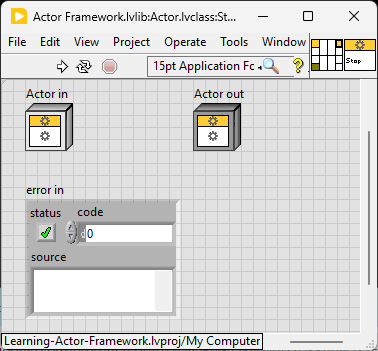 Actor Framework.lvlib:Actor.lvclass:St...
File Edit View Project Operate Tools Window
15pt Application Fo
?
Stop
Actor in Actor out
error in
status code
0
source
Learning-Actor-Framework.lvproj/My Computer